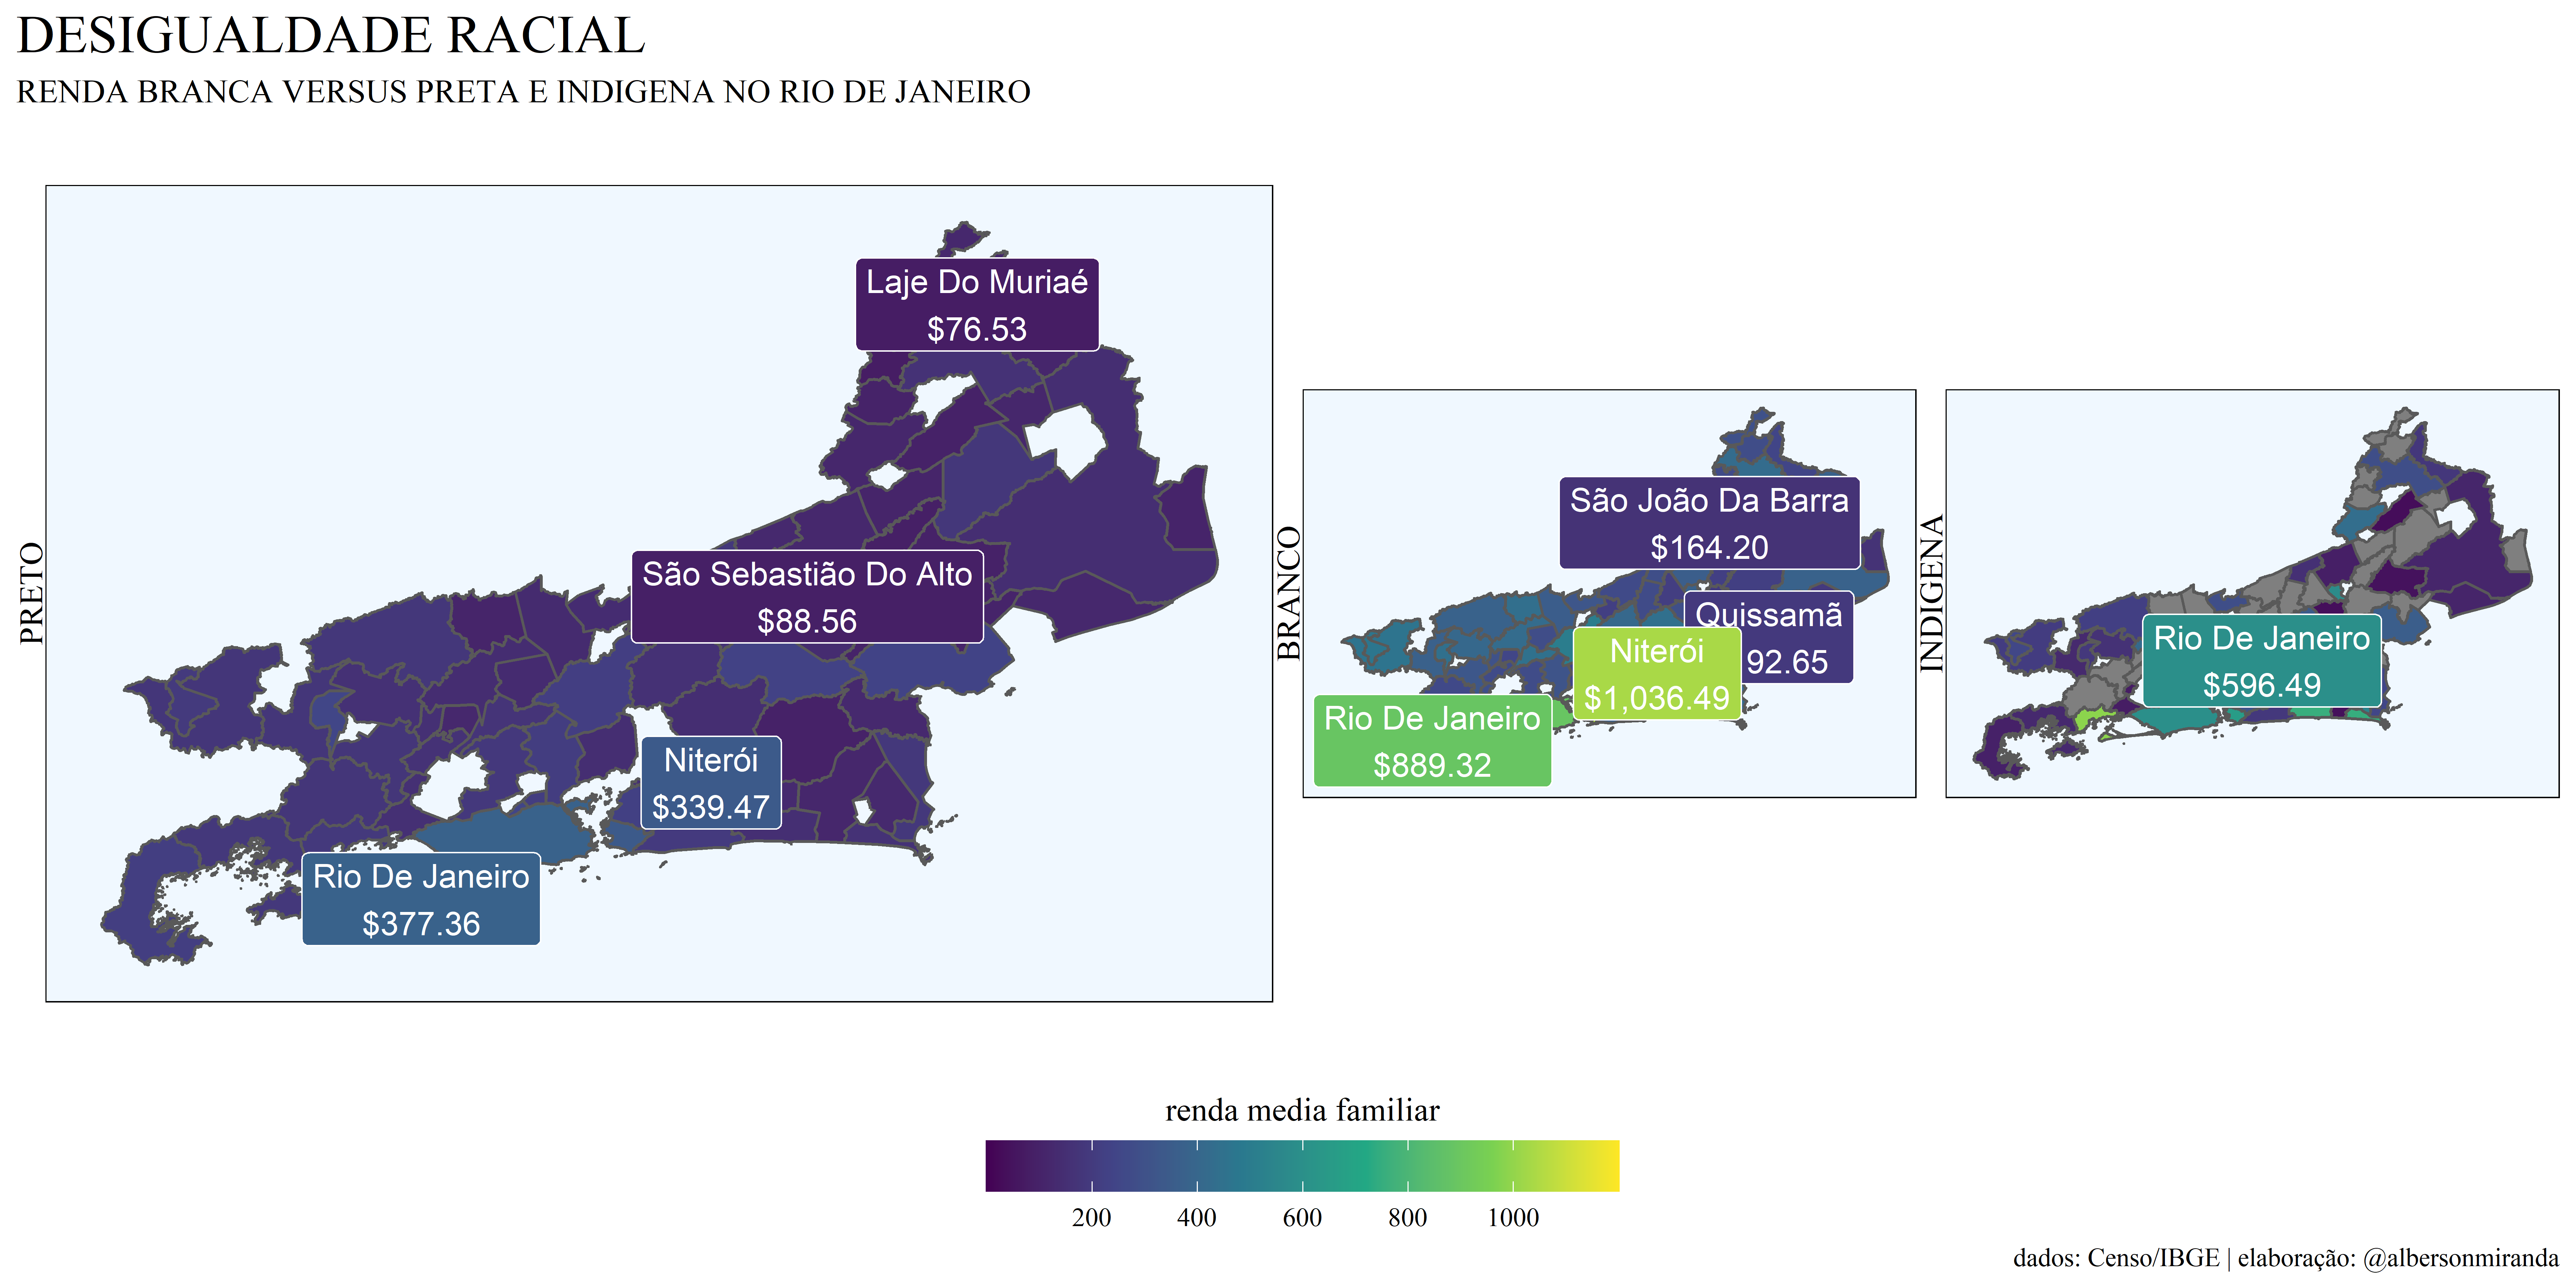 DESIGUALDADE RACIAL
RENDA BRANCA VERSUS PRETA E INDIGENA NO RIO DE JANEIRO
PRETO
Laje Do Muriaé
$76.53
São Sebastião Do Alto
$88.56
Niterói
$339.47
Rio De Janeiro
$377.36
BRANCO
São João Da Barra
$164.20
Quissamã
92.65
Niterói
$1,036.49
Rio De Janeiro
$889.32
INDIGENA
Rio De Janeiro
$596.49
renda media familiar
200 400 600 800 1000
dados: Censo/IBGE | elaboração: @albersonmiranda